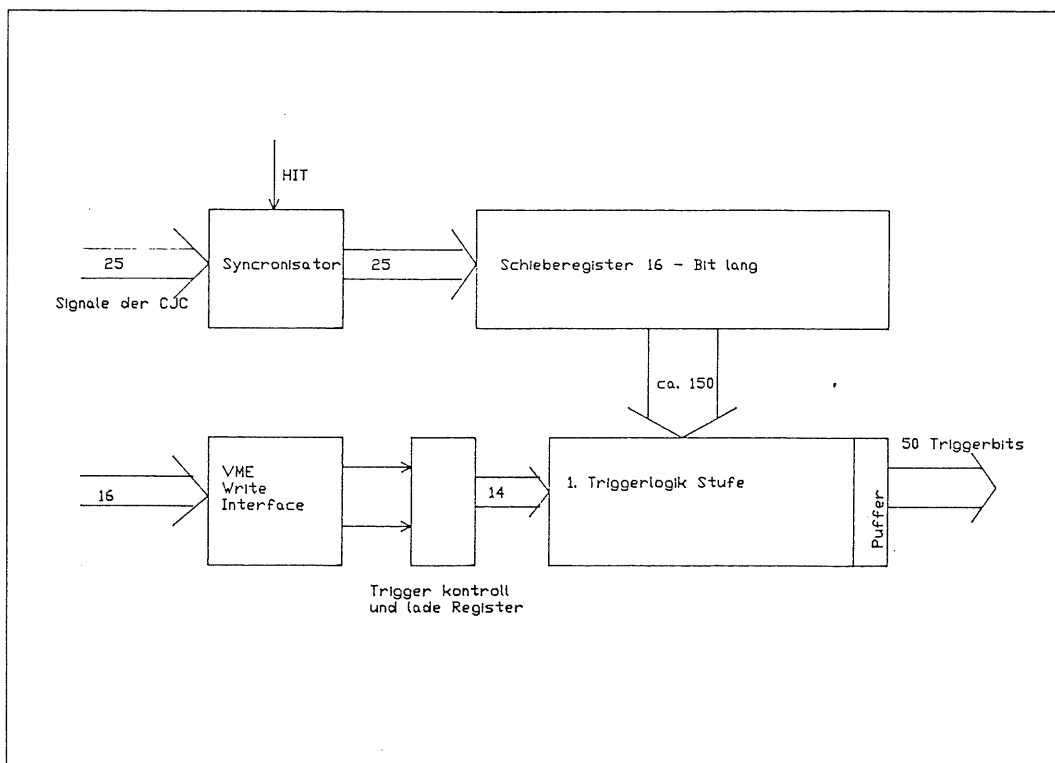 HIT
25
Syncronisator
25
Schieberegister 16 - Bit lang
Signale der CJC
ca. 150
50 Triggerbits
16
VME
Write
Interface
14
1. Triggerlogik Stufe
Puffer
Trigger kontroll
und lade Register